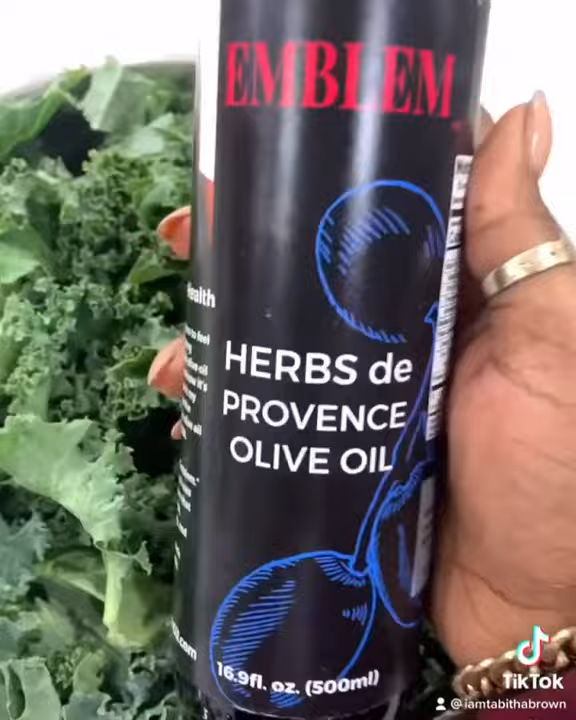 EMBLEM
HERBS de
PROVENCE
OLIVE OIL
16.9fl. oz. (500ml)
TikTok
@iamtabithabrown